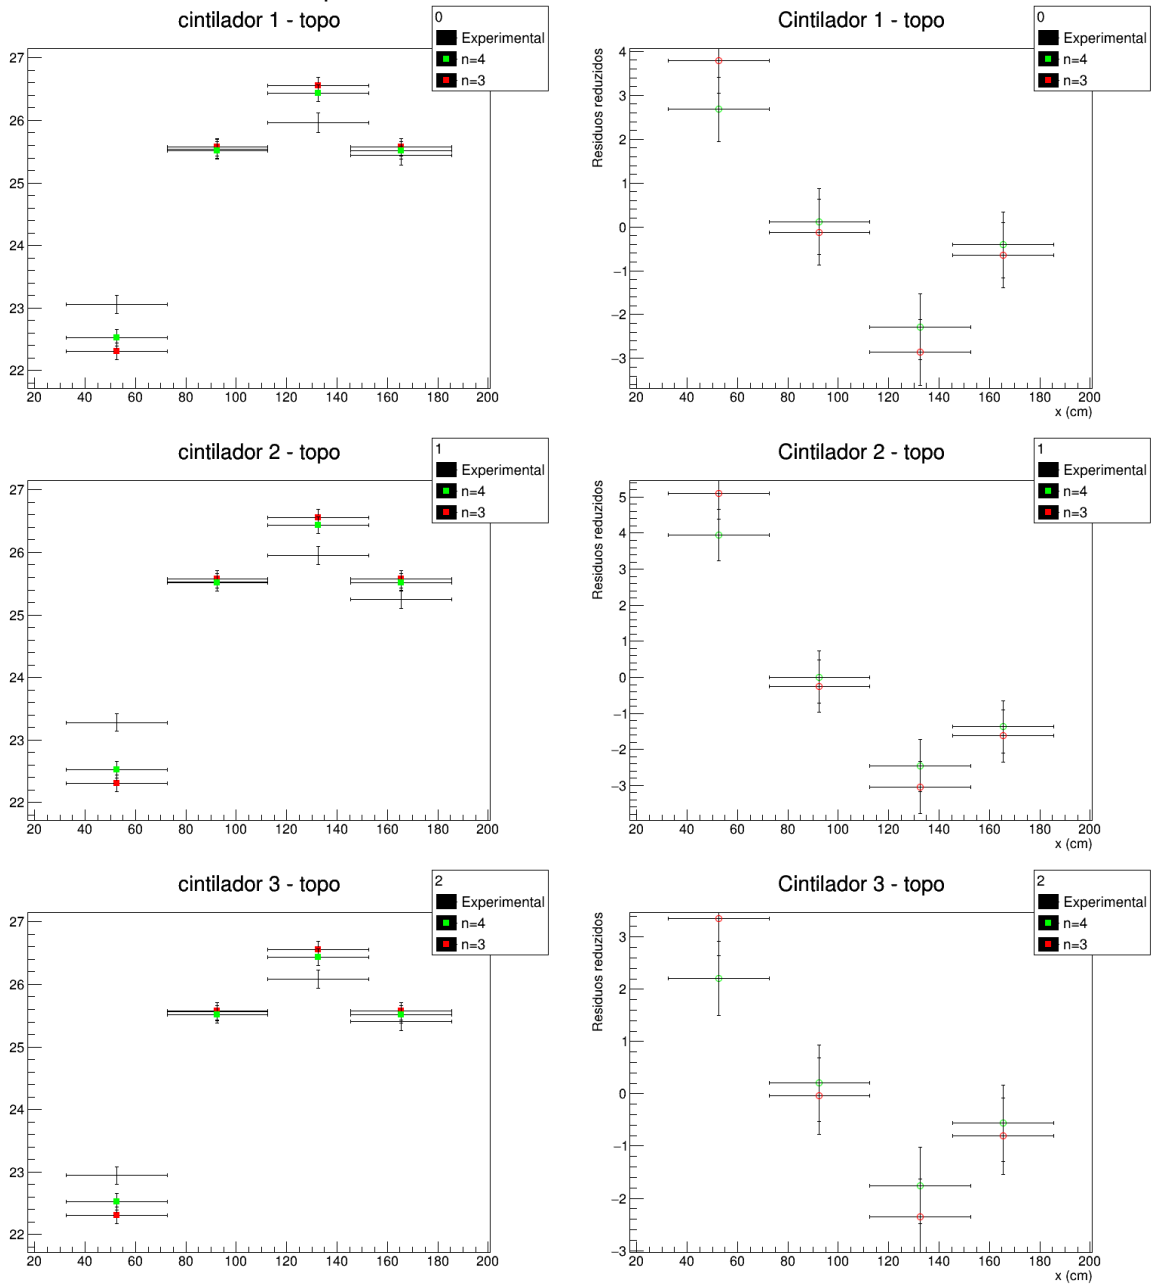 cintilador 1 - topo
0
Experimental
n=4
n=3
27
26
25
24
23
22
20 40 60 80 100 120 140 160 180 200
Cintilador 1 - topo
0
Experimental
n=4
n=3
Residuos reduzidos
4
3
2
1
0
−1
−2
−3
20 40 60 80 100 120 140 160 180 200
x (cm)
cintilador 2 - topo
1
Experimental
n=4
n=3
27
26
25
24
23
22
20 40 60 80 100 120 140 160 180 200
Cintilador 2 - topo
1
Experimental
n=4
n=3
Residuos reduzidos
5
4
3
2
1
0
−1
−2
−3
20 40 60 80 100 120 140 160 180 200
x (cm)
cintilador 3 - topo
2
Experimental
n=4
n=3
27
26
25
24
23
22
20 40 60 80 100 120 140 160 180 200
Cintilador 3 - topo
2
Experimental
n=4
n=3
Residuos reduzidos
3
2
1
0
−1
−2
−3
20 40 60 80 100 120 140 160 180 200
x (cm)